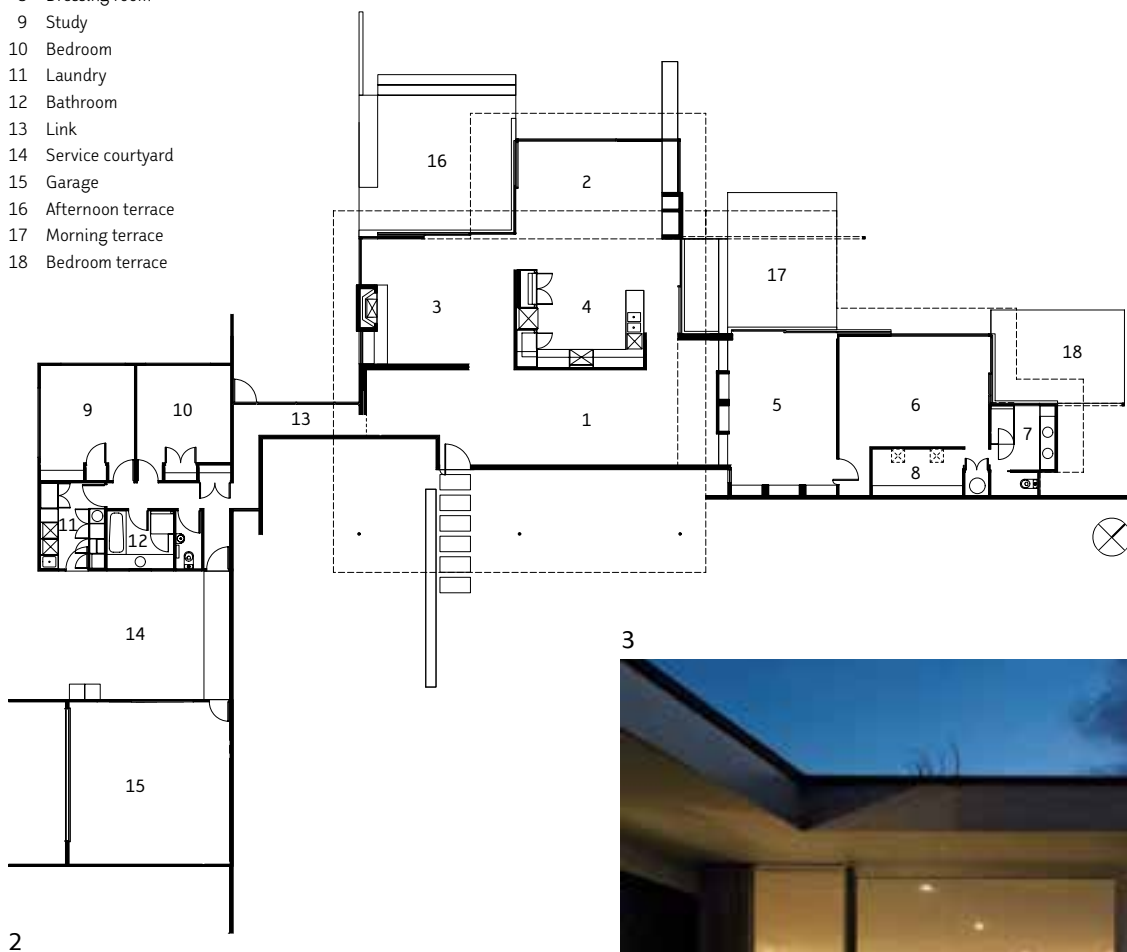 9 Study
10 Bedroom
11 Laundry
12 Bathroom
13 Link
14 Service courtyard
15 Garage
16 Afternoon terrace
17 Morning terrace
18 Bedroom terrace
16
2
17
3
4
18
9
10
13
1
5
6
7
8
11
12
14
15
3
2